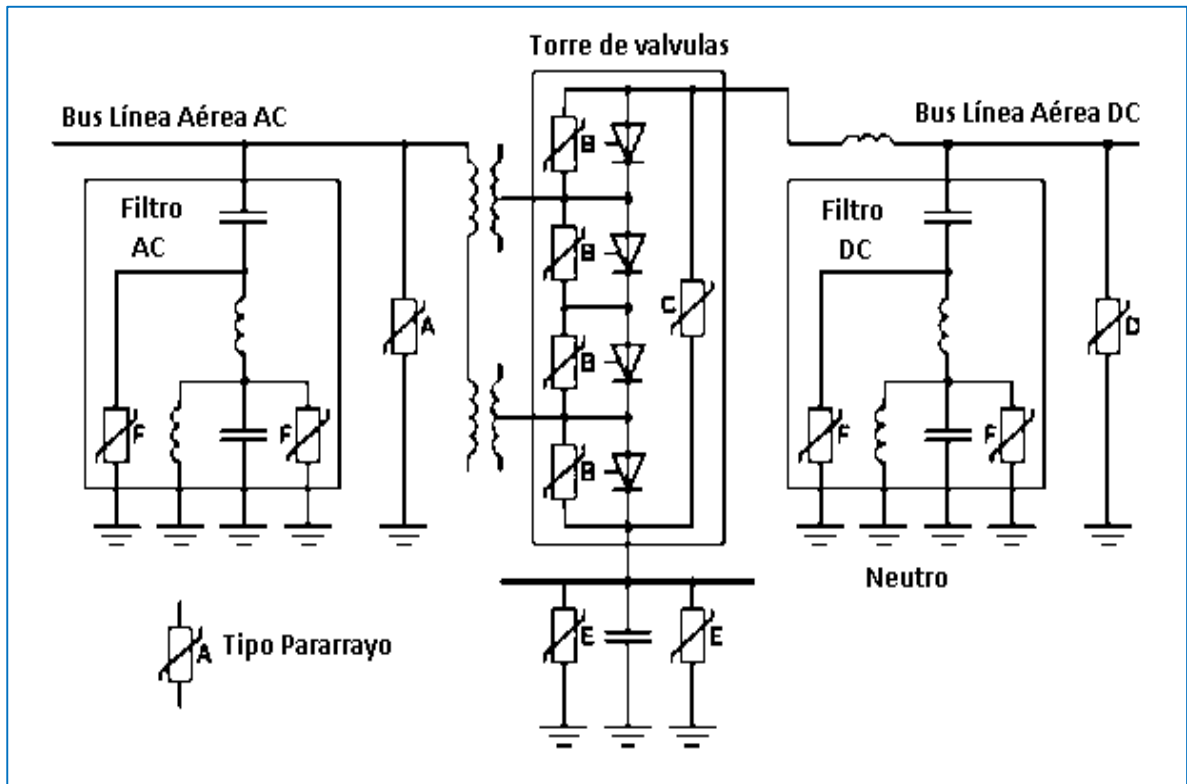 Torre de valvulas
Bus Línea Aérea AC
Bus Línea Aérea DC
Filtro
AC
Filtro
DC
B
B
C
A
D
B
F
F
F
F
B
Neutro
E
E
A
Tipo Pararrayo